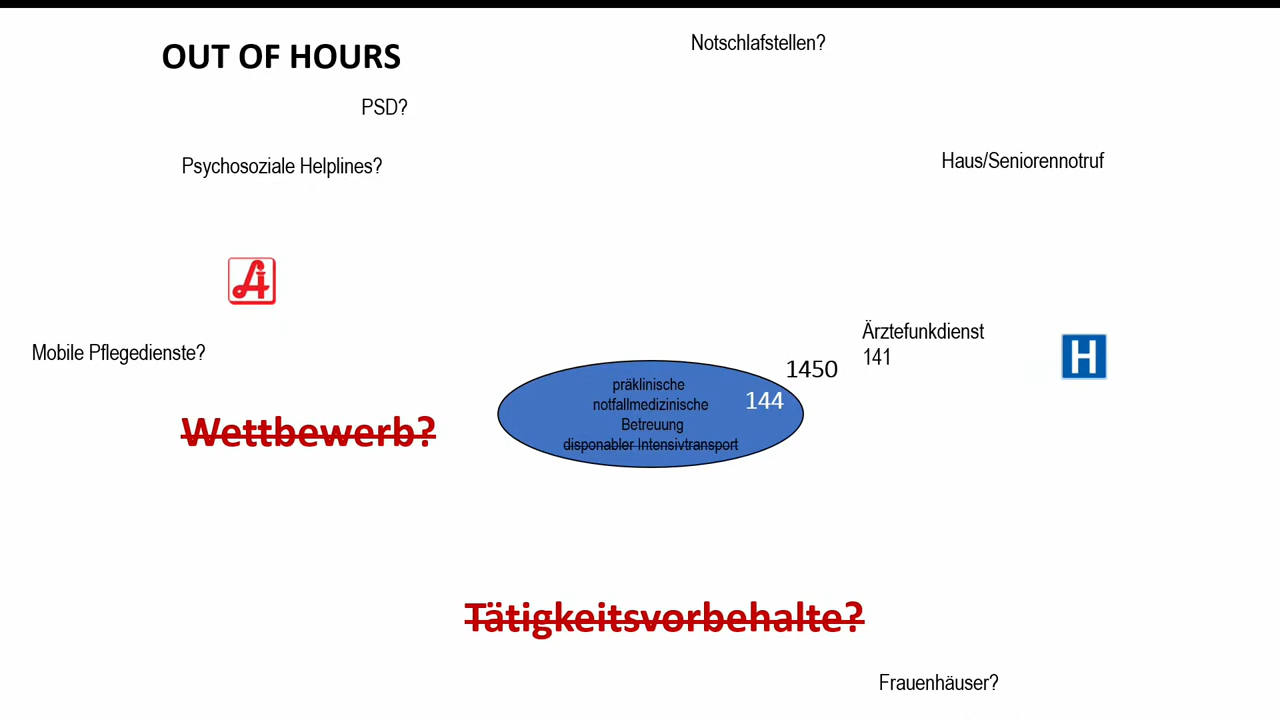 OUT OF HOURS
Notschlafstellen?
PSD?
Psychosoziale Helplines?
Haus/Seniorennotruf
Mobile Pflegedienste?
Ärztefunkdienst
141
H
1450
144
präklinische
notfallmedizinische
Betreuung
disponabler Intensivtransport
Wettbewerb?
Tätigkeitsvorbehalte?
Frauenhäuser?